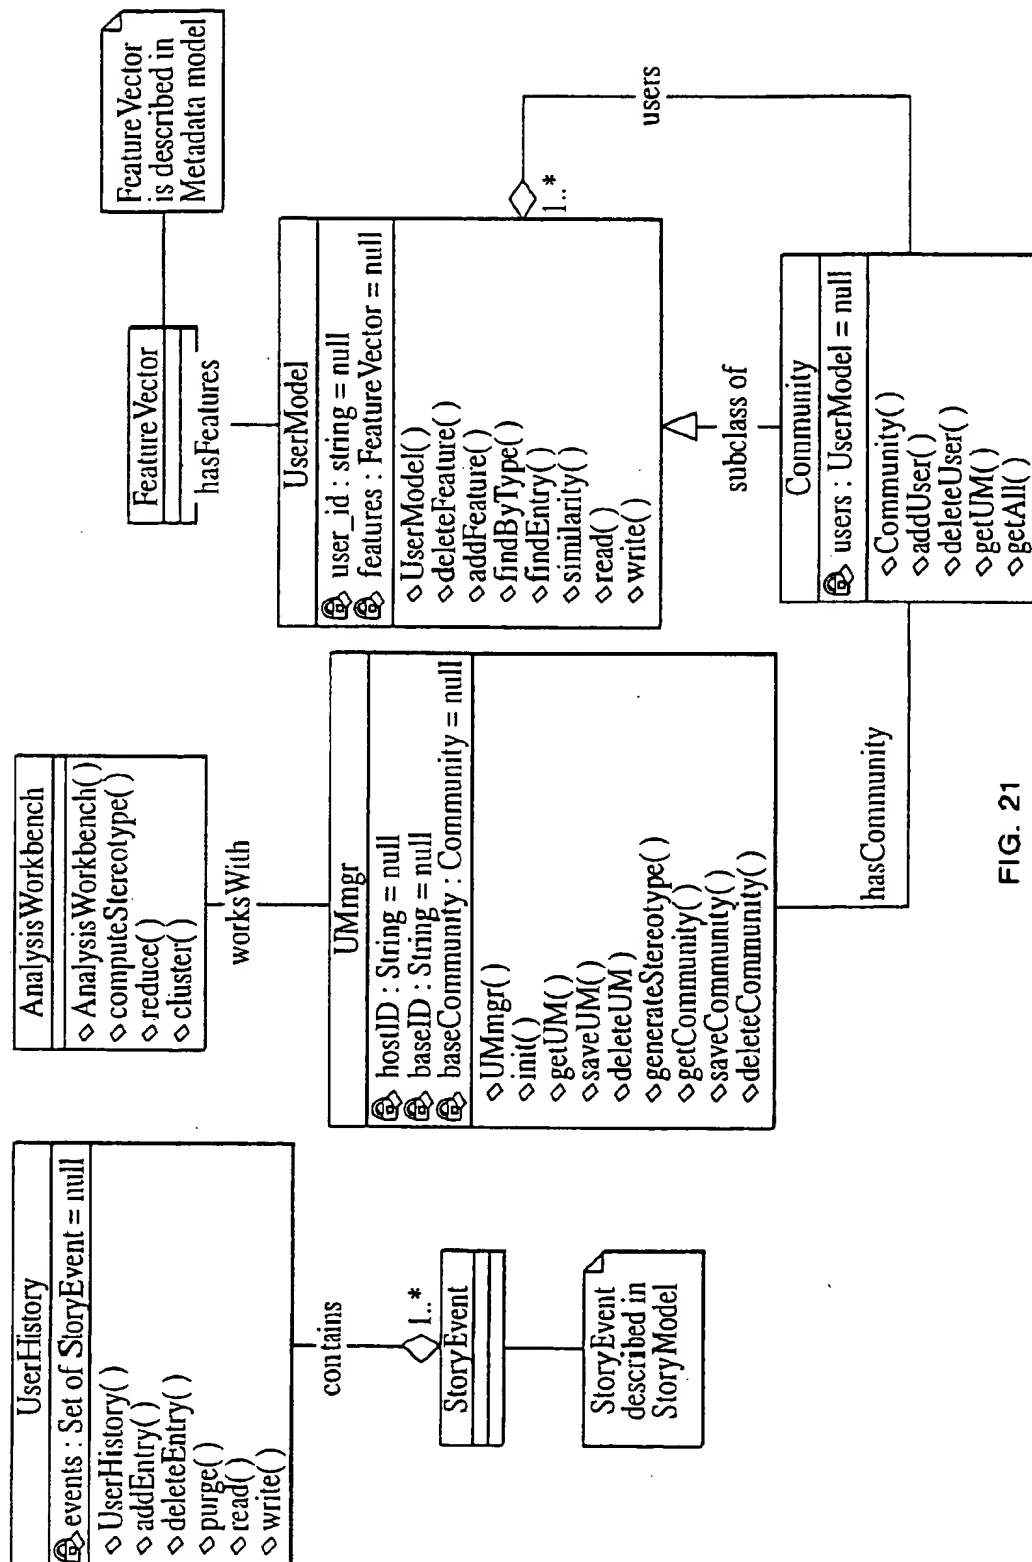 UserHistory
events : Set of StoryEvent = null
UserHistory()
addEntry()
deleteEntry()
purge()
read()
write()
contains
1..*
StoryEvent
StoryEvent
described in
StoryModel
AnalysisWorkbench
AnalysisWorkbench()
computeStereotype()
reduce()
cluster()
worksWith
UMmgr
hostID : String = null
baseID : String = null
baseCommunity : Community = null
UMmgr()
init()
getUM()
saveUM()
deleteUM )
generateStereotype()
getCommunity()
saveCommunity()
deleteCommunity()
hasCommunity
FeatureVector
is described in
Metadata model
FeatureVector
hasFeatures
UserModel
user_id : string = null
features : FeatureVector = null
UserModel()
deleteFeature()
addFeature()
findByType()
findEntry()
similarity()
read()
write()
1..*
users
subclass of
Community
users : UserModel = null
Community()
addUser()
deleteUser()
getUM()
getAll()
FIG. 21